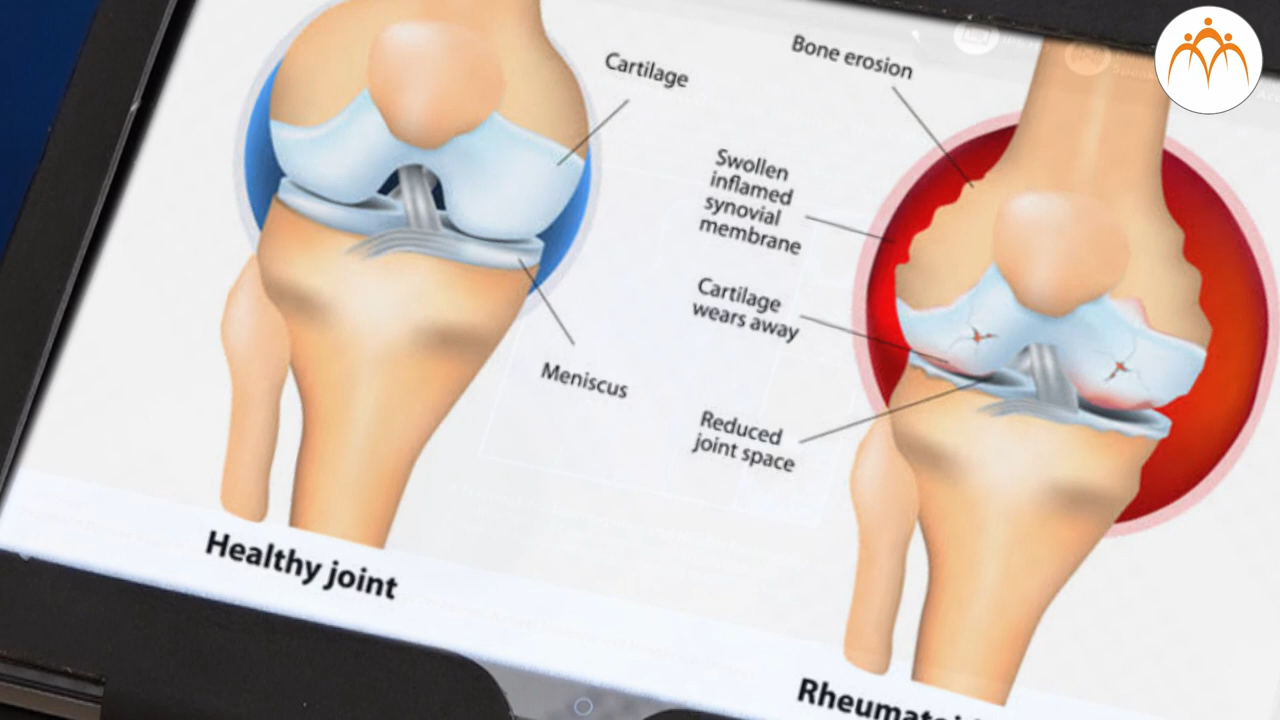 Cartilage
Meniscus
Healthy joint
Bone erosion
Swollen
inflamed
synovial
membrane
Cartilage
wears away
Reduced
joint space